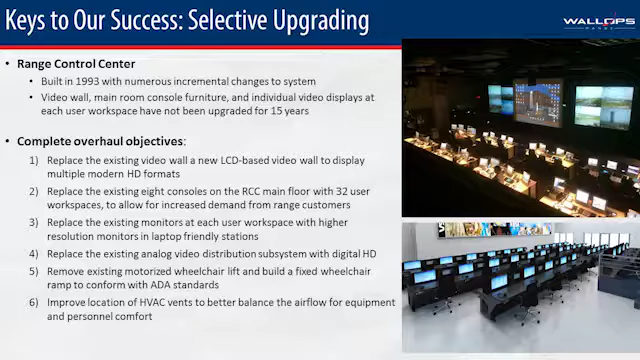 Keys to Our Success: Selective Upgrading
WALLOPS
RANGE
• Range Control Center
• Built in 1993 with numerous incremental changes to system
• Video wall, main room console furniture, and individual video displays at
each user workspace have not been upgraded for 15 years
• Complete overhaul objectives:
1) Replace the existing video wall a new LCD-based video wall to display
multiple modern HD formats
2) Replace the existing eight consoles on the RCC main floor with 32 user
workspaces, to allow for increased demand from range customers
3) Replace the existing monitors at each user workspace with higher
resolution monitors in laptop friendly stations
4) Replace the existing analog video distribution subsystem with digital HD
5) Remove existing motorized wheelchair lift and build a fixed wheelchair
ramp to conform with ADA standards
6) Improve location of HVAC vents to better balance the airflow for equipment
and personnel comfort